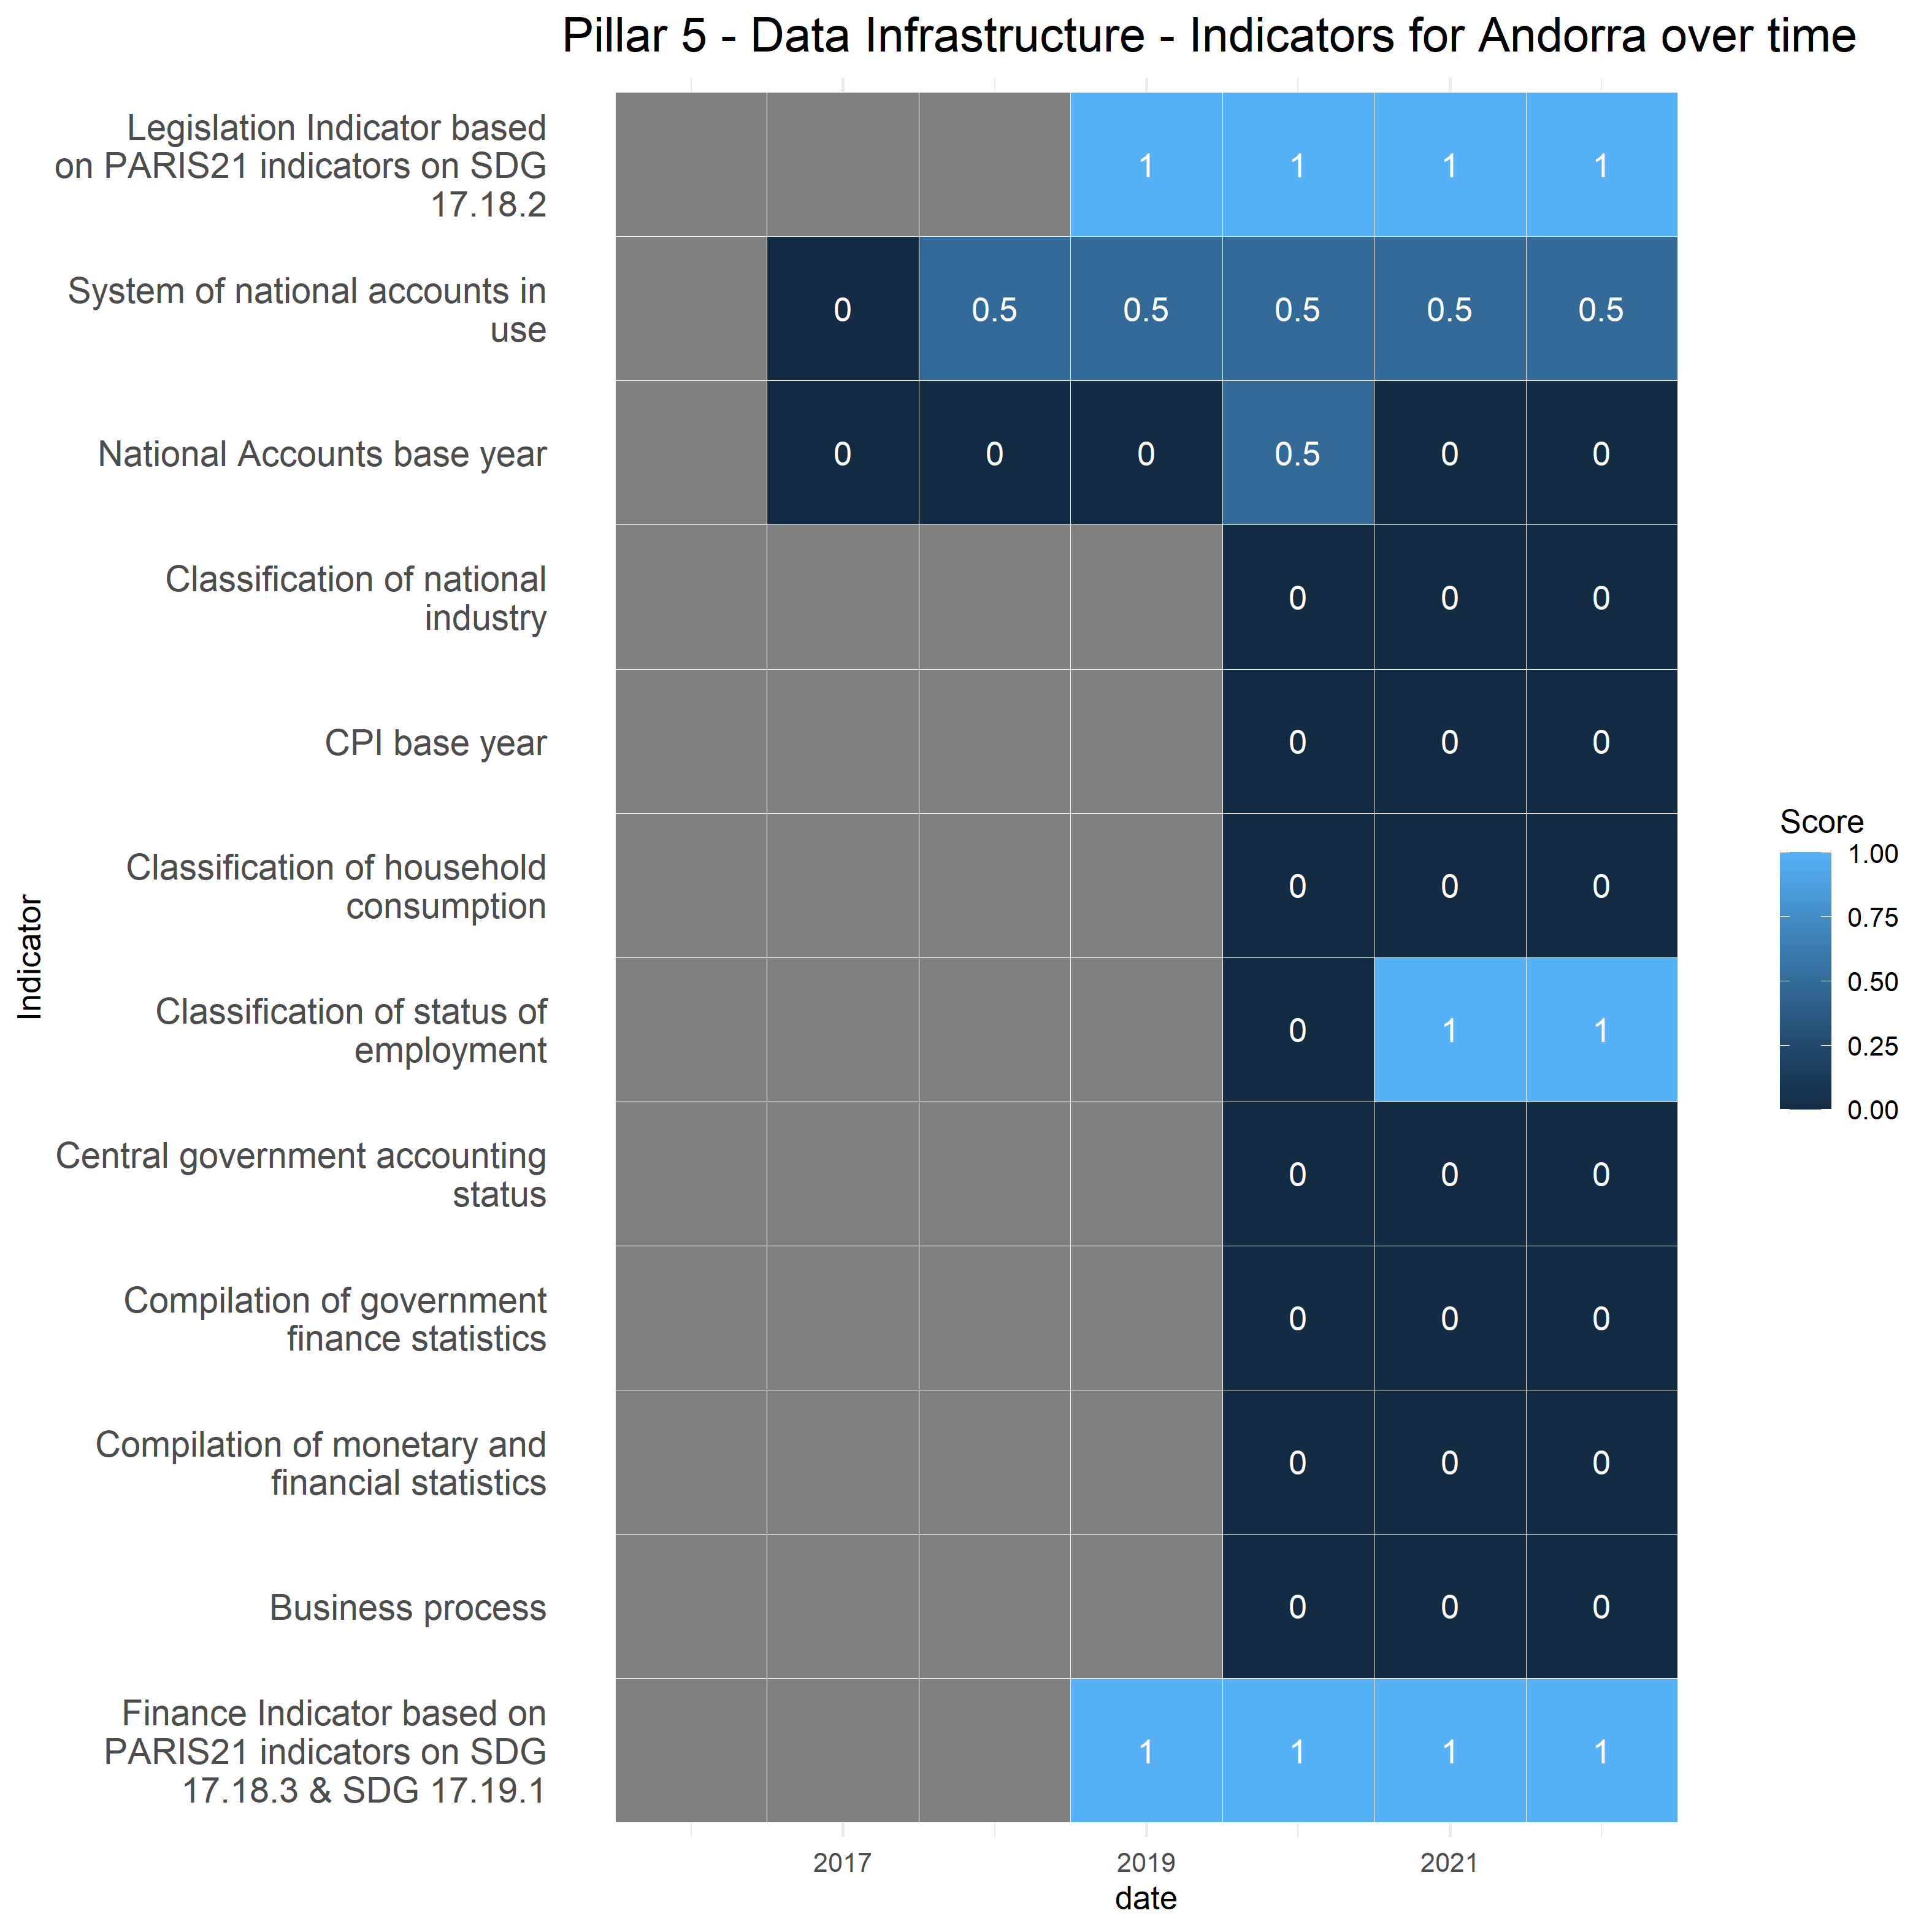 Pillar 5 - Data Infrastructure - Indicators for Andorra over time
Legislation Indicator based
on PARIS21 indicators on SDG
17.18.2
1 1 1 1
System of national accounts in
use
0 0.5 0.5 0.5 0.5 0.5
National Accounts base year
0 0 0 0.5 0 0
Classification of national
industry
0 0 0
CPI base year
0 0 0
Classification of household
consumption
0 0 0
Classification of status of
employment
0 1 1
Central government accounting
status
0 0 0
Compilation of government
finance statistics
0 0 0
Compilation of monetary and
financial statistics
0 0 0
Business process
0 0 0
Finance Indicator based on
PARIS21 indicators on SDG
17.18.3 & SDG 17.19.1
1 1 1 1
Indicator
2017 2019 2021
date
Score
1.00
0.75
0.50
0.25
0.00